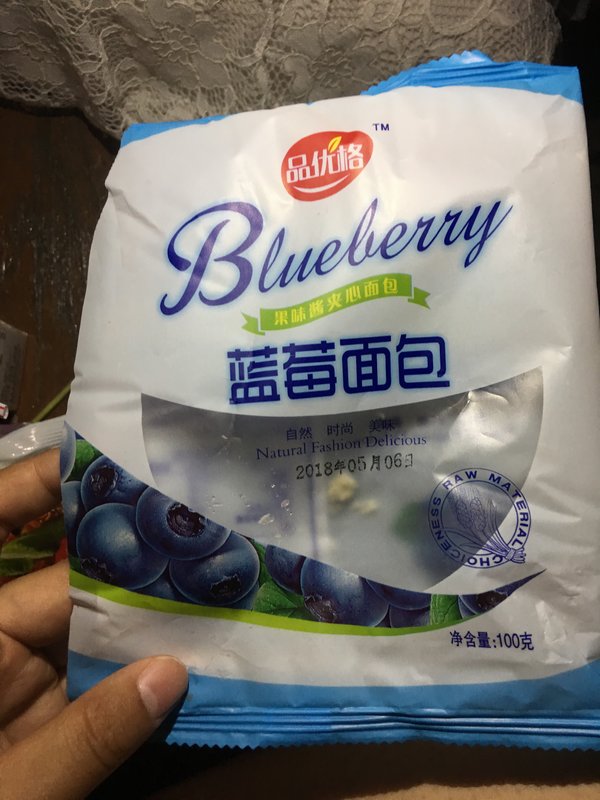 品优格
TM
Blueberry
果味酱夹心面包
蓝莓面包
自然 时尚 美味
Natural Fashion Delicious
2018年05月06日
CHOICENESS RAW MATERIAL
净含量:100克